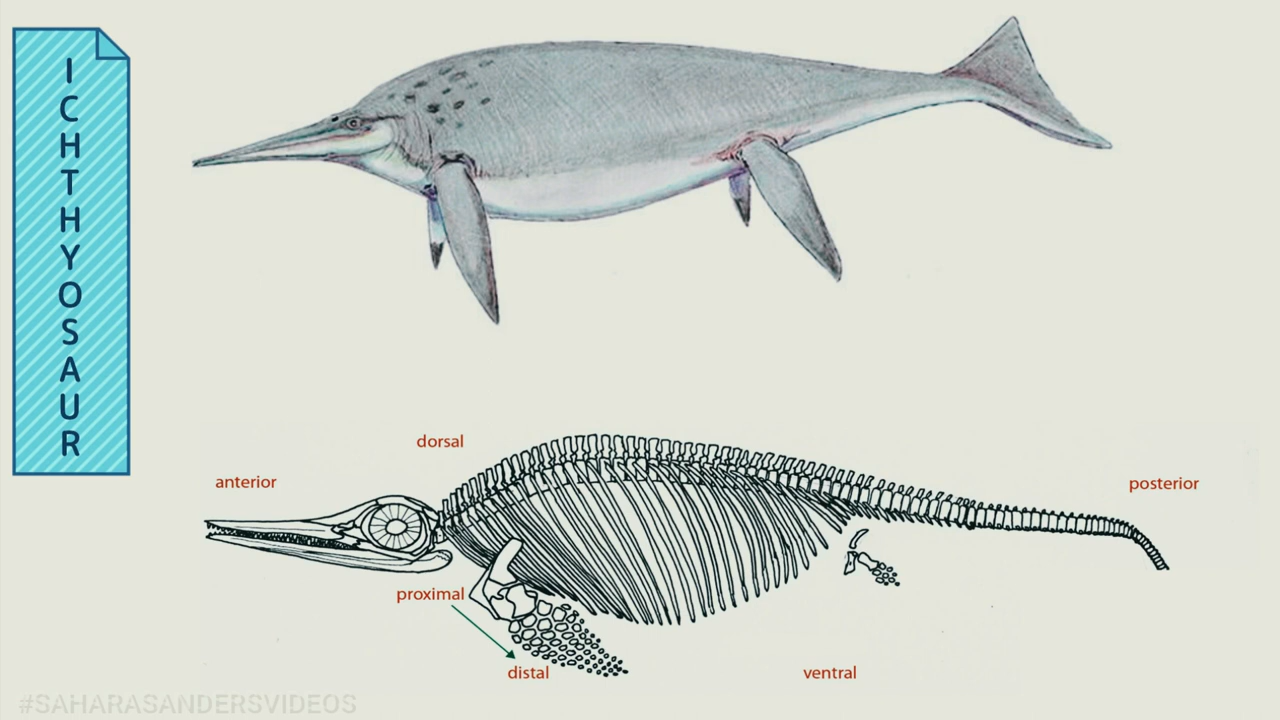 ICHTHYOSAUR
dorsal
anterior
posterior
proximal
distal
ventral
#SAHARASANDERSVIDEOS